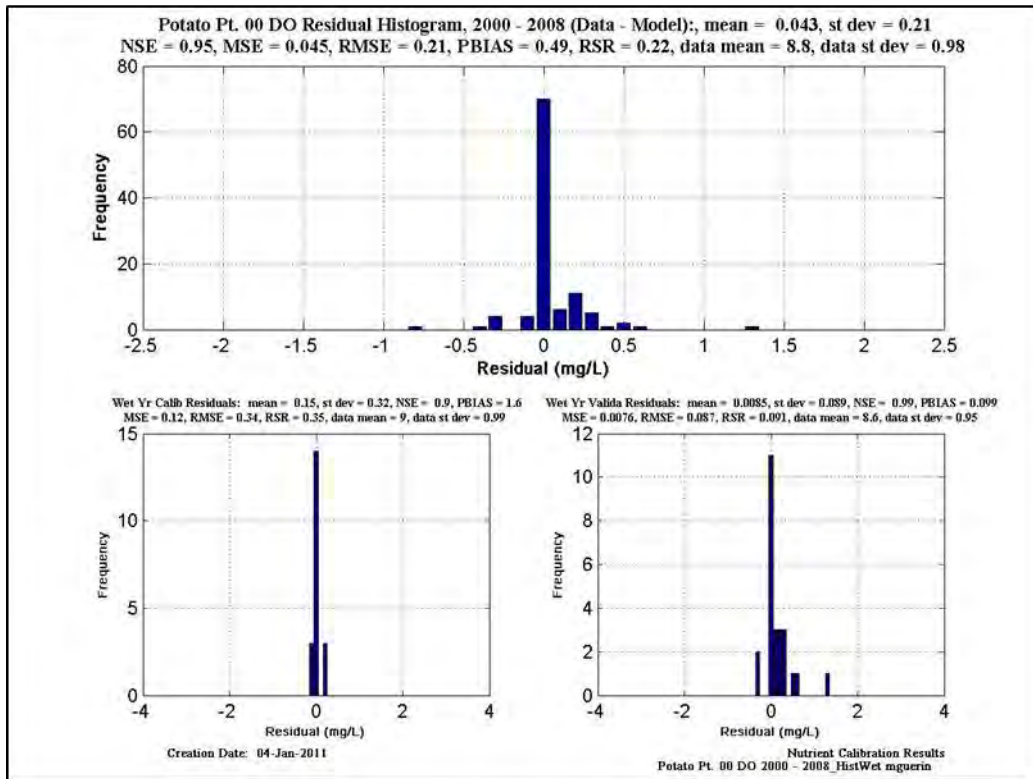 Potato Pt. 00 DO Residual Histogram, 2000 - 2008 (Data - Model):, mean = 0.043, st dev = 0.21
NSE = 0.95, MSE = 0.045, RMSE = 0.21, PBIAS = 0.49, RSR = 0.22, data mean = 8.8, data st dev = 0.98
80
60
40
20
0
Frequency
-2.5 -2 -1.5 -1 -0.5 0 0.5 1 1.5 2 2.5
Residual (mg/L)
Wet Yr Calib Residuals: mean = 0.15, st dev = 0.32, NSE = 0.9, PBIAS = 1.6
MSE = 0.12, RMSE = 0.34, RSR = 0.35, data mean = 9, data st dev = 0.99
15
10
5
0
Frequency
-4 -2 0 2 4
Residual (mg/L)
Wet Yr Valida Residuals: mean = 0.0085, st dev = 0.089, NSE = 0.99, PBIAS = 0.099
MSE = 0.0076, RMSE = 0.087, RSR = 0.091, data mean = 8.6, data st dev = 0.95
12
10
8
6
4
2
0
Frequency
-4 -2 0 2 4
Residual (mg/L)
Creation Date: 04-Jan-2011
Nutrient Calibration Results
Potato Pt. 00 DO 2000 - 2008_HistWet mguerin